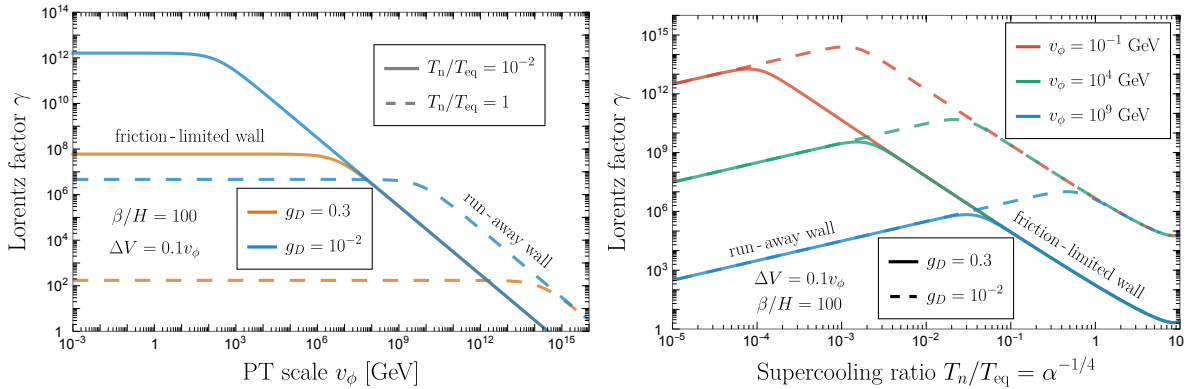 10^12
10^10
10^8
10^6
10^4
10^2
1
Lorentz factor γ
T_n/T_eq = 10^-2
T_n/T_eq = 1
friction-limited wall
β/H = 100
ΔV = 0.1v_ϕ
g_D = 0.3
g_D = 10^-2
run-away wall
10^-3 1 10^3 10^6 10^9 10^12 10^15
PT scale v_ϕ [GeV]
10^15
10^12
10^9
10^6
10^3
1
Lorentz factor γ
v_ϕ = 10^-1 GeV
v_ϕ = 10^4 GeV
v_ϕ = 10^9 GeV
run-away wall
friction-limited wall
ΔV = 0.1v_ϕ
β/H = 100
g_D = 0.3
g_D = 10^-2
10^-5 10^-4 10^-3 10^-2 10^-1 1 10
Supercooling ratio T_n/T_eq = α^-1/4